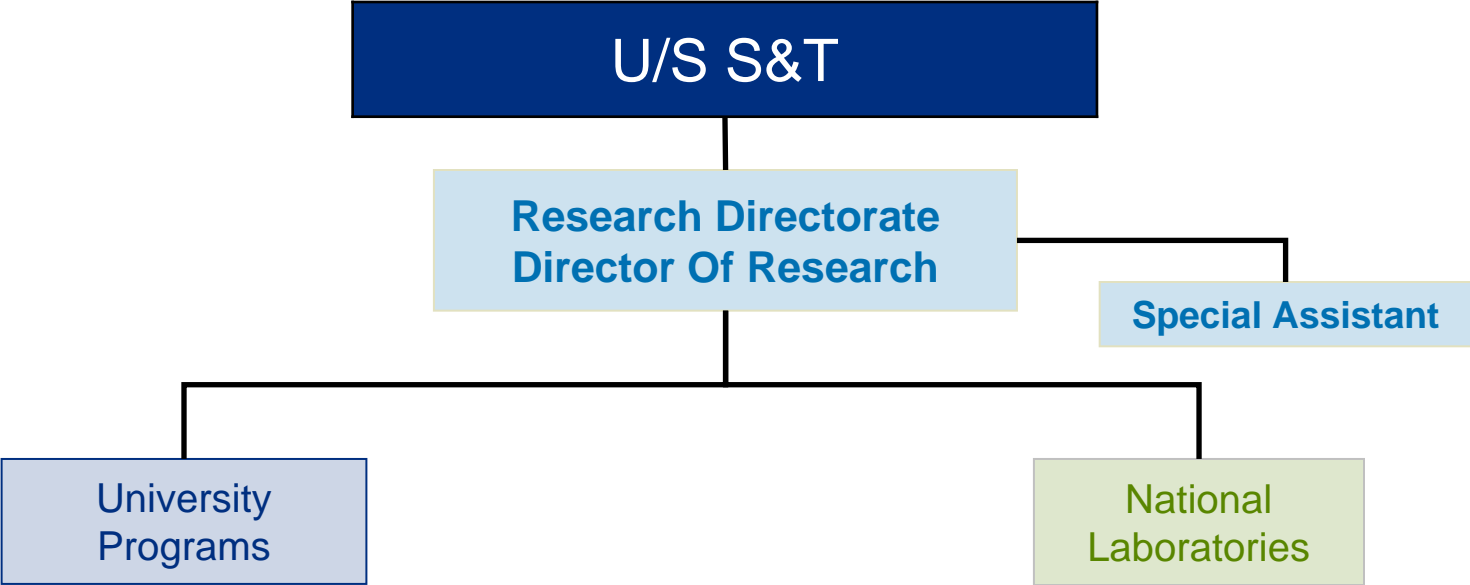 U/S S&T
Research Directorate
Director Of Research
Special Assistant
University
Programs
National
Laboratories